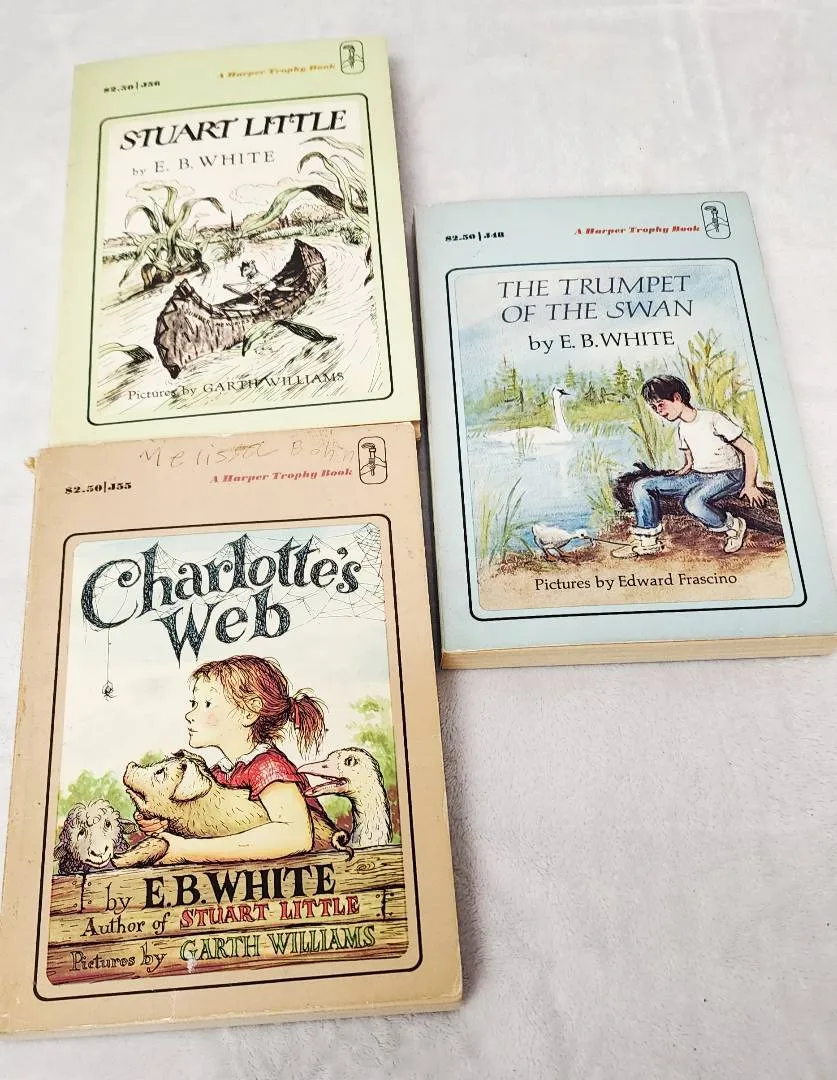 $2.50 | J56
A Harper Trophy Book
STUART LITTLE
by E. B. WHITE
Pictures by GARTH WILLIAMS
$2.50 | J48
A Harper Trophy Book
THE TRUMPET
OF THE SWAN
by E. B. WHITE
Pictures by Edward Frascino
Melissa
$2.50 | J55
A Harper Trophy Book
Charlotte's
Web
by E. B. WHITE
Author of STUART LITTLE
Pictures by GARTH WILLIAMS